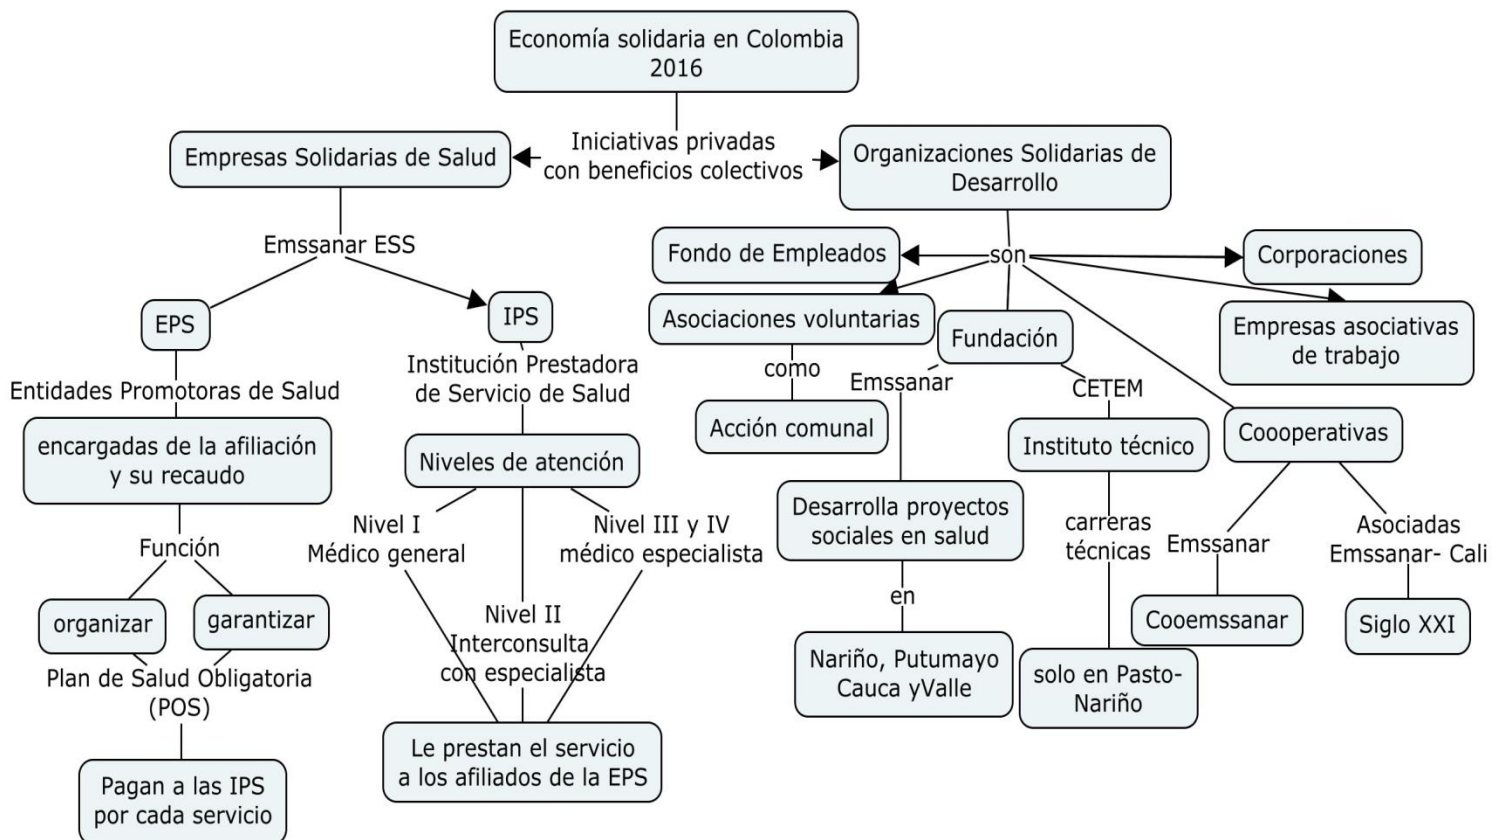 Economía solidaria en Colombia
2016
Iniciativas privadas
con beneficios colectivos
Empresas Solidarias de Salud
Organizaciones Solidarias de
Desarrollo
Emssanar ESS
EPS
IPS
Entidades Promotoras de Salud
encargadas de la afiliación
y su recaudo
Función
organizar
garantizar
Plan de Salud Obligatoria
(POS)
Pagan a las IPS
por cada servicio
Institución Prestadora
de Servicio de Salud
Niveles de atención
Nivel I
Médico general
Nivel II
Interconsulta
con especialista
Nivel III y IV
médico especialista
Le prestan el servicio
a los afiliados de la EPS
son
Fondo de Empleados
Asociaciones voluntarias
como
Acción comunal
Fundación
Emssanar
Desarrolla proyectos
sociales en salud
en
Nariño, Putumayo
Cauca yValle
CETEM
Instituto técnico
carreras
técnicas
solo en Pasto-
Nariño
Corporaciones
Empresas asociativas
de trabajo
Coooperativas
Emssanar
Cooemssanar
Asociadas
Emssanar- Cali
Siglo XXI